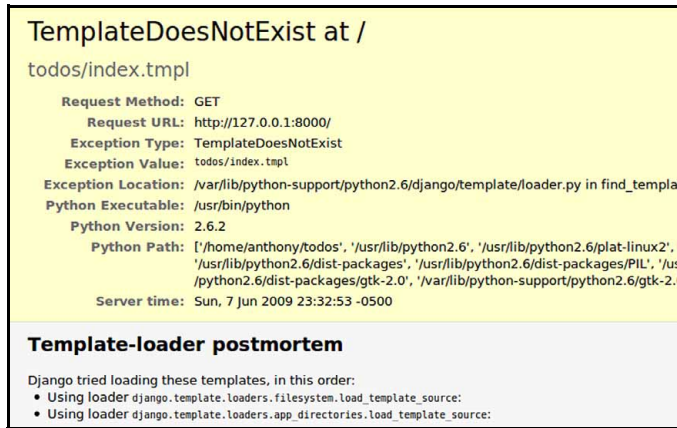 TemplateDoesNotExist at /
todos/index.tmpl
Request Method: GET
Request URL: http://127.0.0.1:8000/
Exception Type: TemplateDoesNotExist
Exception Value: todos/index.tmpl
Exception Location: /var/lib/python-support/python2.6/django/template/loader.py in find_templa
Python Executable: /usr/bin/python
Python Version: 2.6.2
Python Path: ['/home/anthony/todos', '/usr/lib/python2.6', '/usr/lib/python2.6/plat-linux2',
'/usr/lib/python2.6/dist-packages', '/usr/lib/python2.6/dist-packages/PIL', '/us
/python2.6/dist-packages/gtk-2.0', '/var/lib/python-support/python2.6/gtk-2.
Server time: Sun, 7 Jun 2009 23:32:53 -0500
Template-loader postmortem
Django tried loading these templates, in this order:
• Using loader django.template.loaders.filesystem.load_template_source:
• Using loader django.template.loaders.app_directories.load_template_source: